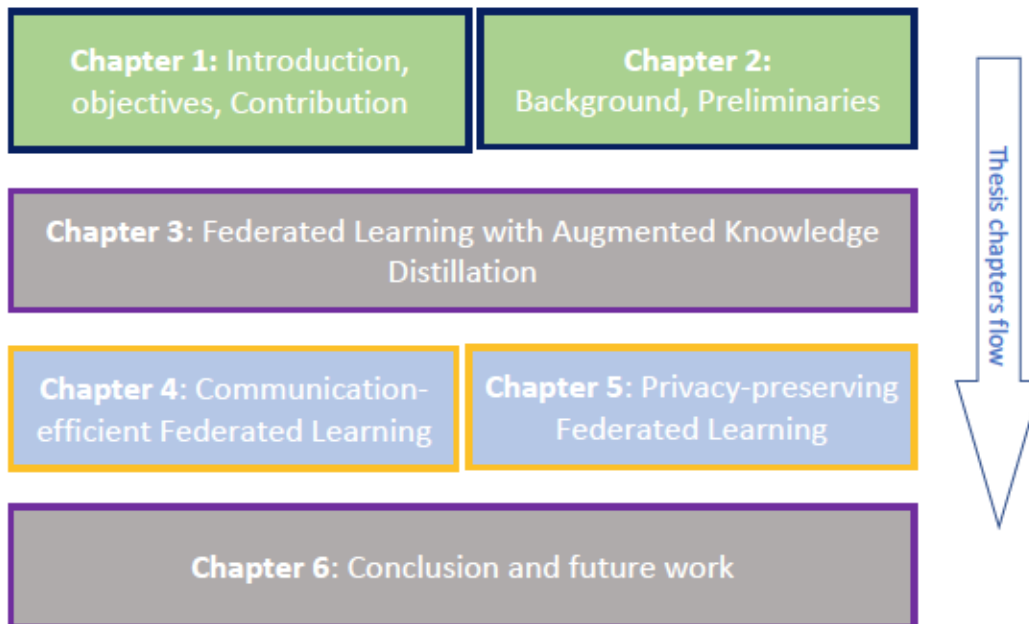 Chapter 1: Introduction,
objectives, Contribution
Chapter 2:
Background, Preliminaries
Chapter 3: Federated Learning with Augmented Knowledge
Distillation
Chapter 4: Communication-
efficient Federated Learning
Chapter 5: Privacy-preserving
Federated Learning
Chapter 6: Conclusion and future work
Thesis chapters flow